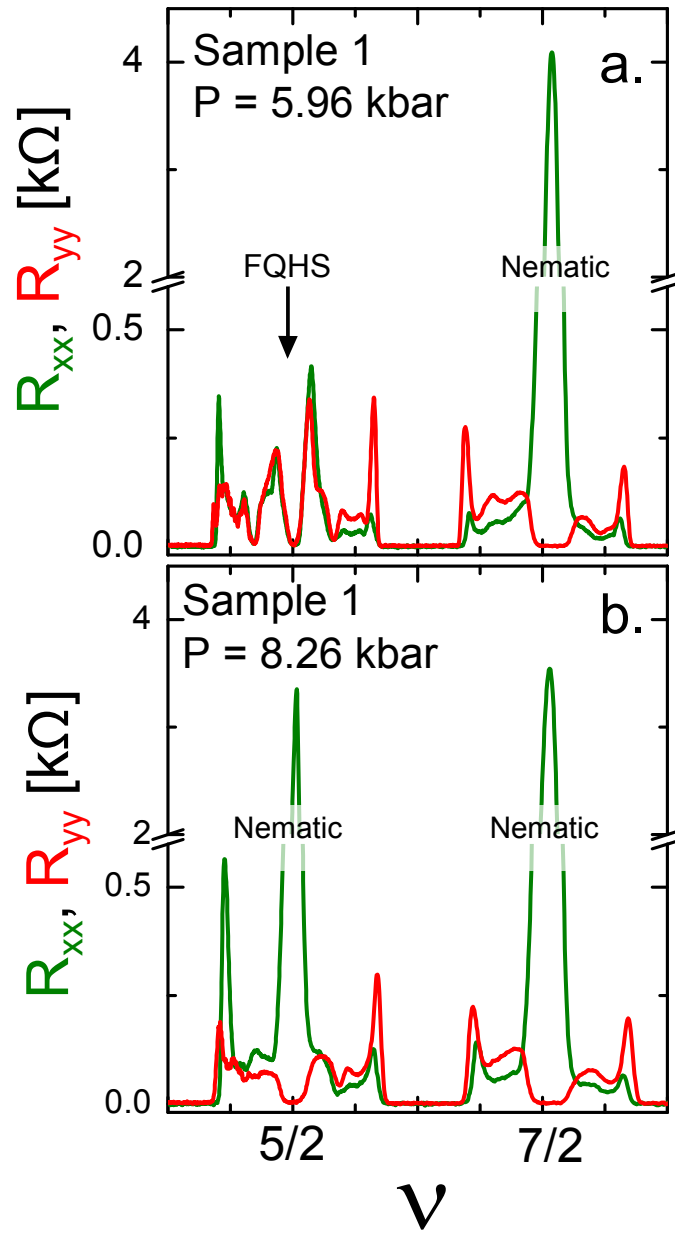 Sample 1
P = 5.96 kbar
a.
4
2
0.5
0.0
FQHS
Nematic
Rxx, Ryy [kΩ]
Sample 1
P = 8.26 kbar
b.
4
2
0.5
0.0
Nematic
Nematic
Rxx, Ryy [kΩ]
5/2
7/2
ν